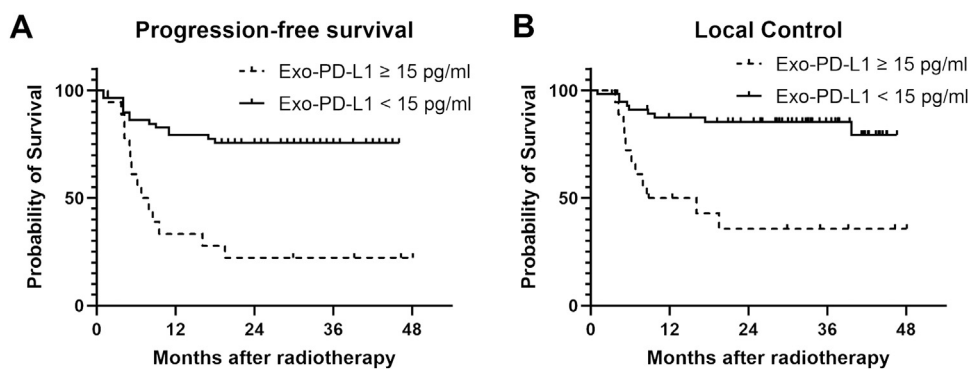 A
Progression-free survival
Exo-PD-L1 ≥ 15 pg/ml
Exo-PD-L1 < 15 pg/ml
Probability of Survival
100
50
0
0 12 24 36 48
Months after radiotherapy
B
Local Control
Exo-PD-L1 ≥ 15 pg/ml
Exo-PD-L1 < 15 pg/ml
Probability of Survival
100
50
0
0 12 24 36 48
Months after radiotherapy